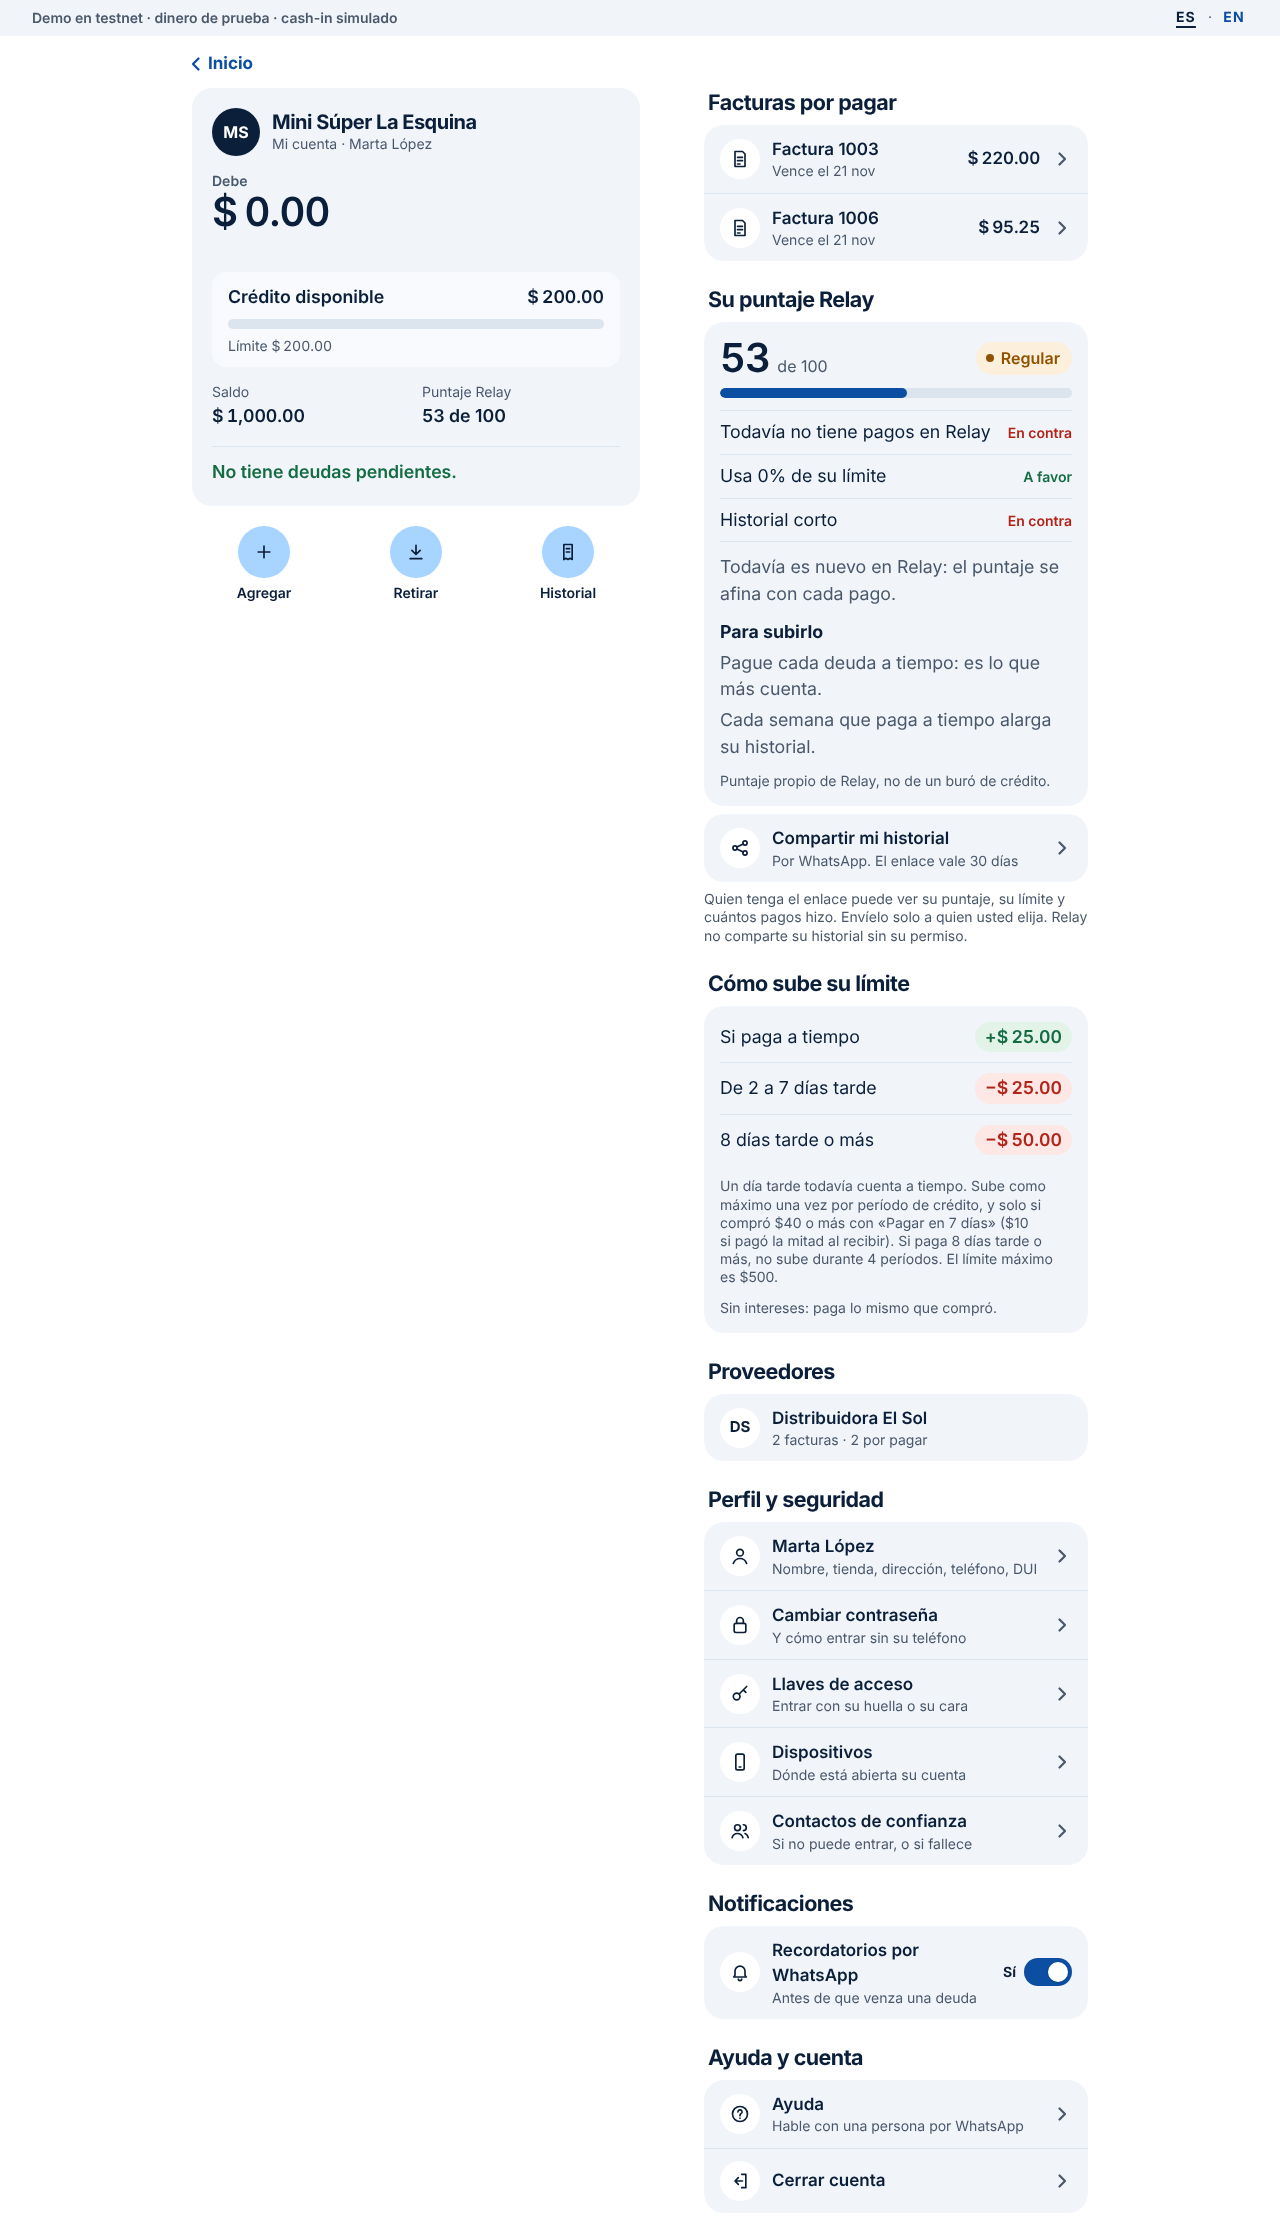 Demo en testnet · dinero de prueba · cash-in simulado
ES · EN
Inicio
MS
Mini Súper La Esquina
Mi cuenta · Marta López
Debe
$ 0.00
Crédito disponible
$ 200.00
Límite $ 200.00
Saldo
$ 1,000.00
Puntaje Relay
53 de 100
No tiene deudas pendientes.
Agregar
Retirar
Historial
Facturas por pagar
Factura 1003
Vence el 21 nov
$ 220.00
Factura 1006
Vence el 21 nov
$ 95.25
Su puntaje Relay
53 de 100
Regular
Todavía no tiene pagos en Relay
En contra
Usa 0% de su límite
A favor
Historial corto
En contra
Todavía es nuevo en Relay: el puntaje se
afina con cada pago.
Para subirlo
Pague cada deuda a tiempo: es lo que
más cuenta.
Cada semana que paga a tiempo alarga
su historial.
Puntaje propio de Relay, no de un buró de crédito.
Compartir mi historial
Por WhatsApp. El enlace vale 30 días
Quien tenga el enlace puede ver su puntaje, su límite y
cuántos pagos hizo. Envíelo solo a quien usted elija. Relay
no comparte su historial sin su permiso.
Cómo sube su límite
Si paga a tiempo
+$ 25.00
De 2 a 7 días tarde
−$ 25.00
8 días tarde o más
−$ 50.00
Un día tarde todavía cuenta a tiempo. Sube como
máximo una vez por período de crédito, y solo si
compró $40 o más con «Pagar en 7 días» ($10
si pagó la mitad al recibir). Si paga 8 días tarde o
más, no sube durante 4 períodos. El límite máximo
es $500.
Sin intereses: paga lo mismo que compró.
Proveedores
DS
Distribuidora El Sol
2 facturas · 2 por pagar
Perfil y seguridad
Marta López
Nombre, tienda, dirección, teléfono, DUI
Cambiar contraseña
Y cómo entrar sin su teléfono
Llaves de acceso
Entrar con su huella o su cara
Dispositivos
Dónde está abierta su cuenta
Contactos de confianza
Si no puede entrar, o si fallece
Notificaciones
Recordatorios por
WhatsApp
Antes de que venza una deuda
Sí
Ayuda y cuenta
Ayuda
Hable con una persona por WhatsApp
Cerrar cuenta